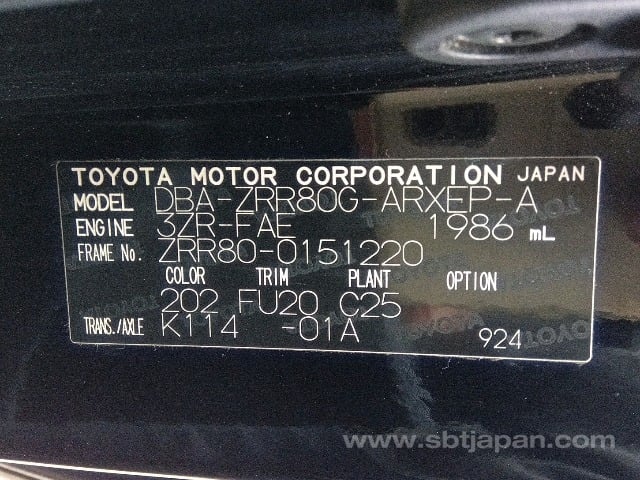 TOYOTA MOTOR CORPORATION JAPAN
MODEL DBA-ZRR80G-ARXEP-A
ENGINE 3ZR-FAE 1986 mL
FRAME No. ZRR80-0151220
COLOR TRIM PLANT OPTION
202 FU20 C25
TRANS./AXLE K114 -01A 924
www.sbtjapan.com